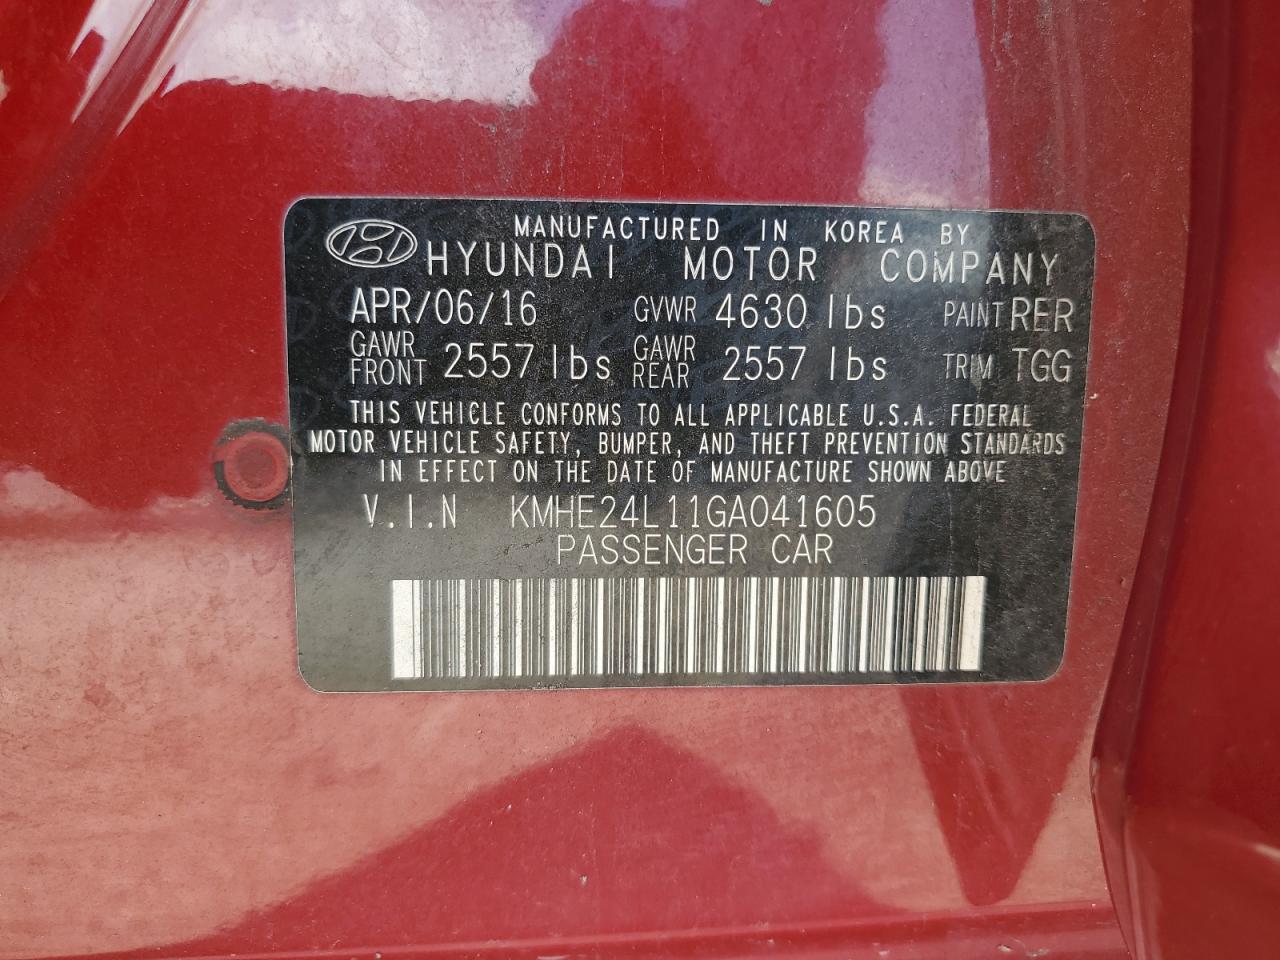 MANUFACTURED IN KOREA BY
HYUNDAI MOTOR COMPANY
APR/06/16 GVWR 4630 lbs PAINT RER
GAWR FRONT 2557 lbs GAWR REAR 2557 lbs TRIM TGG
THIS VEHICLE CONFORMS TO ALL APPLICABLE U.S.A. FEDERAL
MOTOR VEHICLE SAFETY, BUMPER, AND THEFT PREVENTION STANDARDS
IN EFFECT ON THE DATE OF MANUFACTURE SHOWN ABOVE
V.I.N KMHE24L11GA041605
PASSENGER CAR